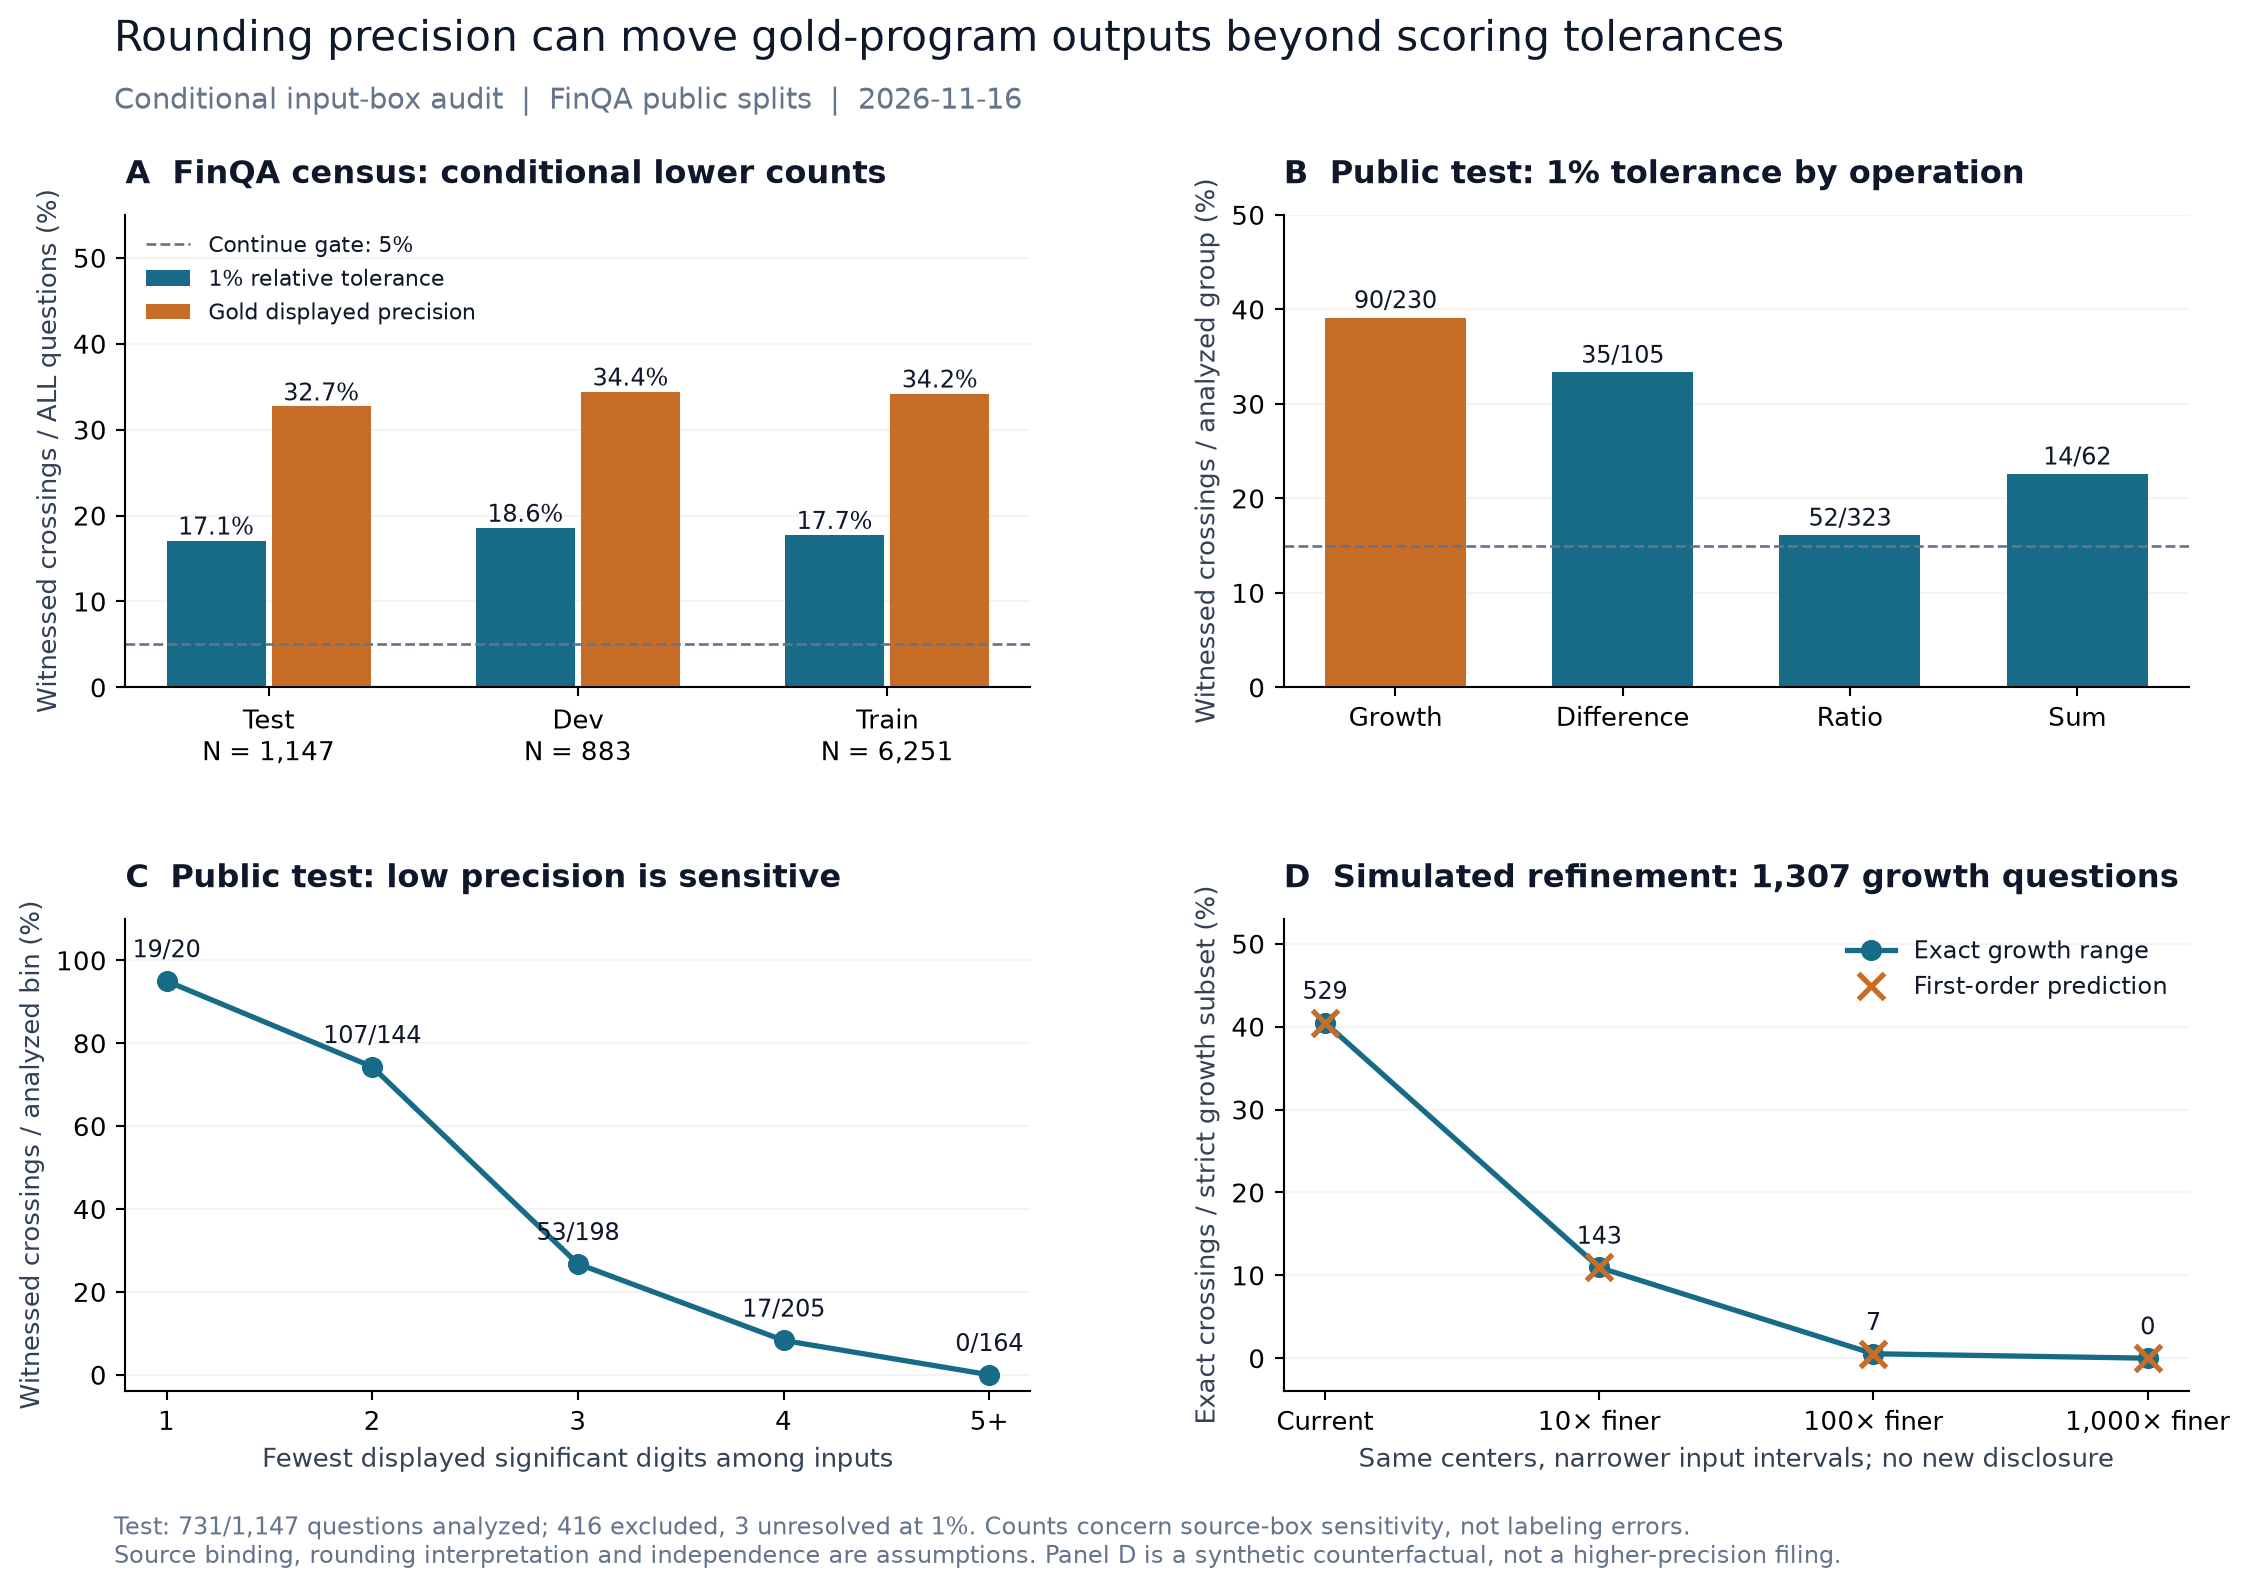 Rounding precision can move gold-program outputs beyond scoring tolerances
Conditional input-box audit | FinQA public splits | 2026-11-16
A FinQA census: conditional lower counts
Witnessed crossings / ALL questions (%)
50
40
30
20
10
0
Continue gate: 5%
1% relative tolerance
Gold displayed precision
17.1%
32.7%
18.6%
34.4%
17.7%
34.2%
Test
N = 1,147
Dev
N = 883
Train
N = 6,251
B Public test: 1% tolerance by operation
Witnessed crossings / analyzed group (%)
50
40
30
20
10
0
90/230
35/105
52/323
14/62
Growth
Difference
Ratio
Sum
C Public test: low precision is sensitive
Witnessed crossings / analyzed bin (%)
100
80
60
40
20
0
19/20
107/144
53/198
17/205
0/164
1
2
3
4
5+
Fewest displayed significant digits among inputs
D Simulated refinement: 1,307 growth questions
Exact crossings / strict growth subset (%)
50
40
30
20
10
0
Exact growth range
First-order prediction
529
143
7
0
Current
10× finer
100× finer
1,000× finer
Same centers, narrower input intervals; no new disclosure
Test: 731/1,147 questions analyzed; 416 excluded, 3 unresolved at 1%. Counts concern source-box sensitivity, not labeling errors.
Source binding, rounding interpretation and independence are assumptions. Panel D is a synthetic counterfactual, not a higher-precision filing.